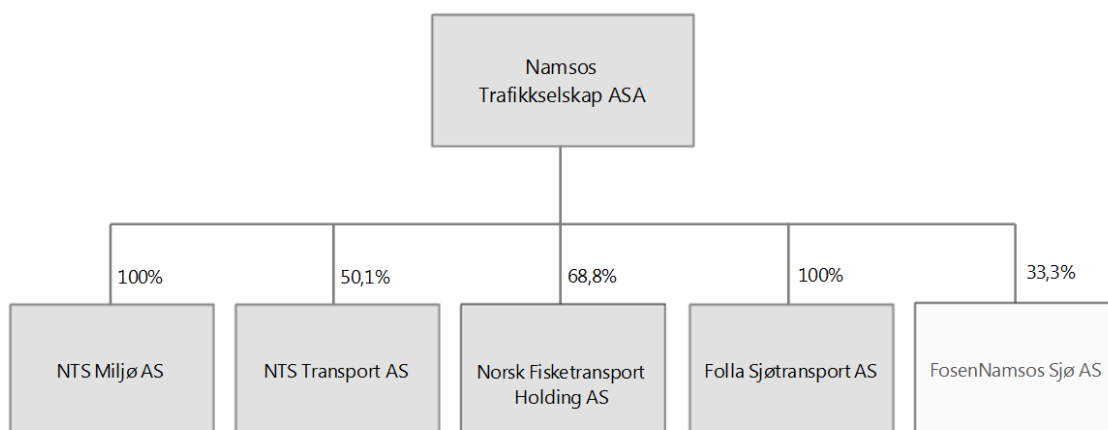 Namsos
Trafikkselskap ASA
100%
50,1%
68,8%
100%
33,3%
NTS Miljø AS
NTS Transport AS
Norsk Fisketransport
Holding AS
Folla Sjøtransport AS
FosenNamsos Sjø AS